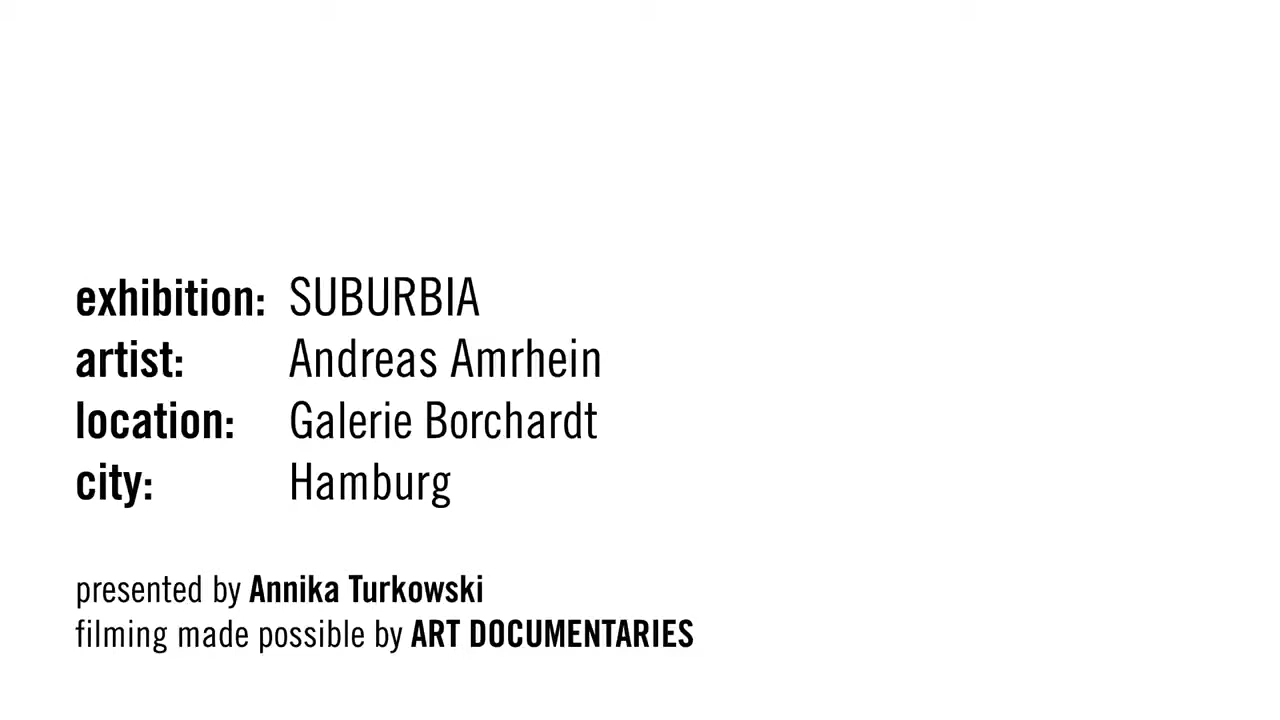 exhibition: SUBURBIA
artist: Andreas Amrhein
location: Galerie Borchardt
city: Hamburg
presented by Annika Turkowski
filming made possible by ART DOCUMENTARIES